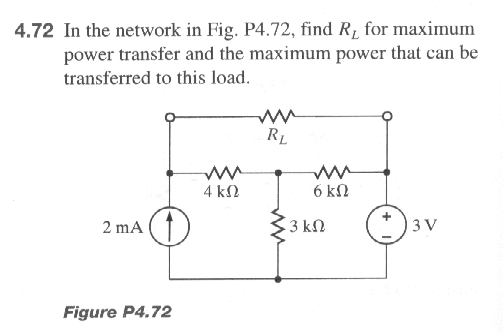 4.72 In the network in Fig. P4.72, find R_L for maximum
power transfer and the maximum power that can be
transferred to this load.
R_L
4 kΩ
6 kΩ
2 mA
3 kΩ
+
−
3 V
Figure P4.72